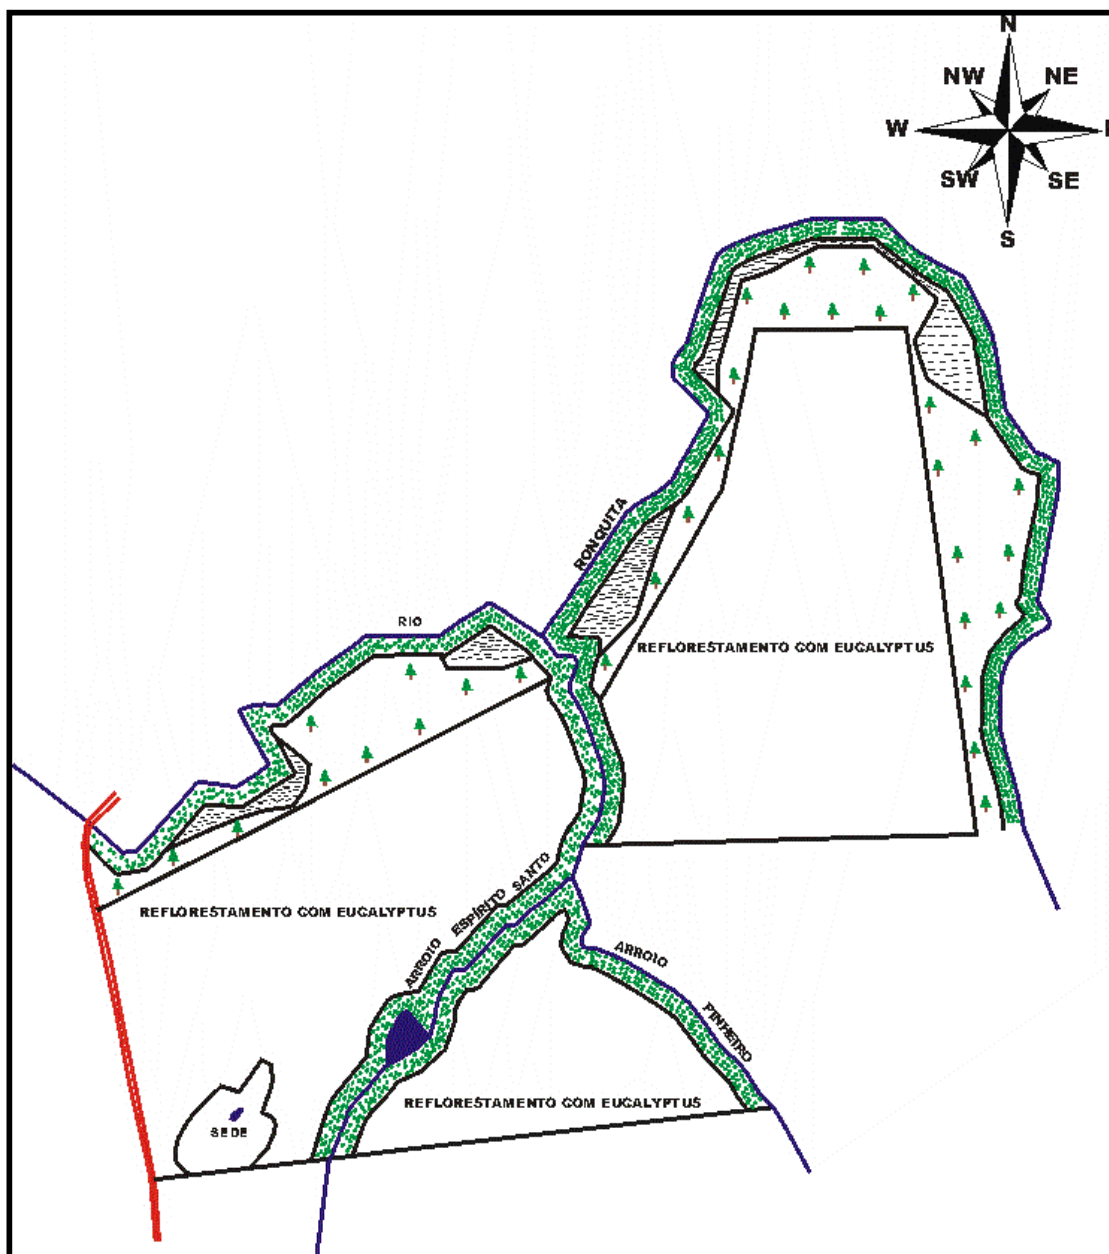 N
NW NE
W E
SW SE
S
RONQUITA
RIO
REFLORESTAMENTO COM EUCALYPTUS
ARROIO ESPÍRITO SANTO
REFLORESTAMENTO COM EUCALYPTUS
ARROIO PINHEIRO
REFLORESTAMENTO COM EUCALYPTUS
SEDE